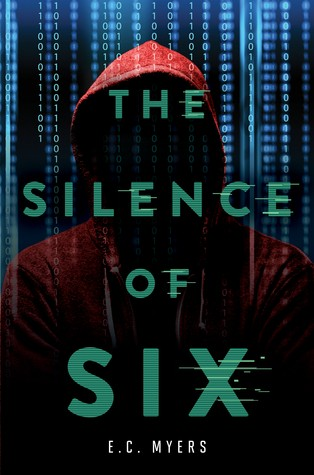 THE
SILENCE
OF
SIX
E.C. MYERS